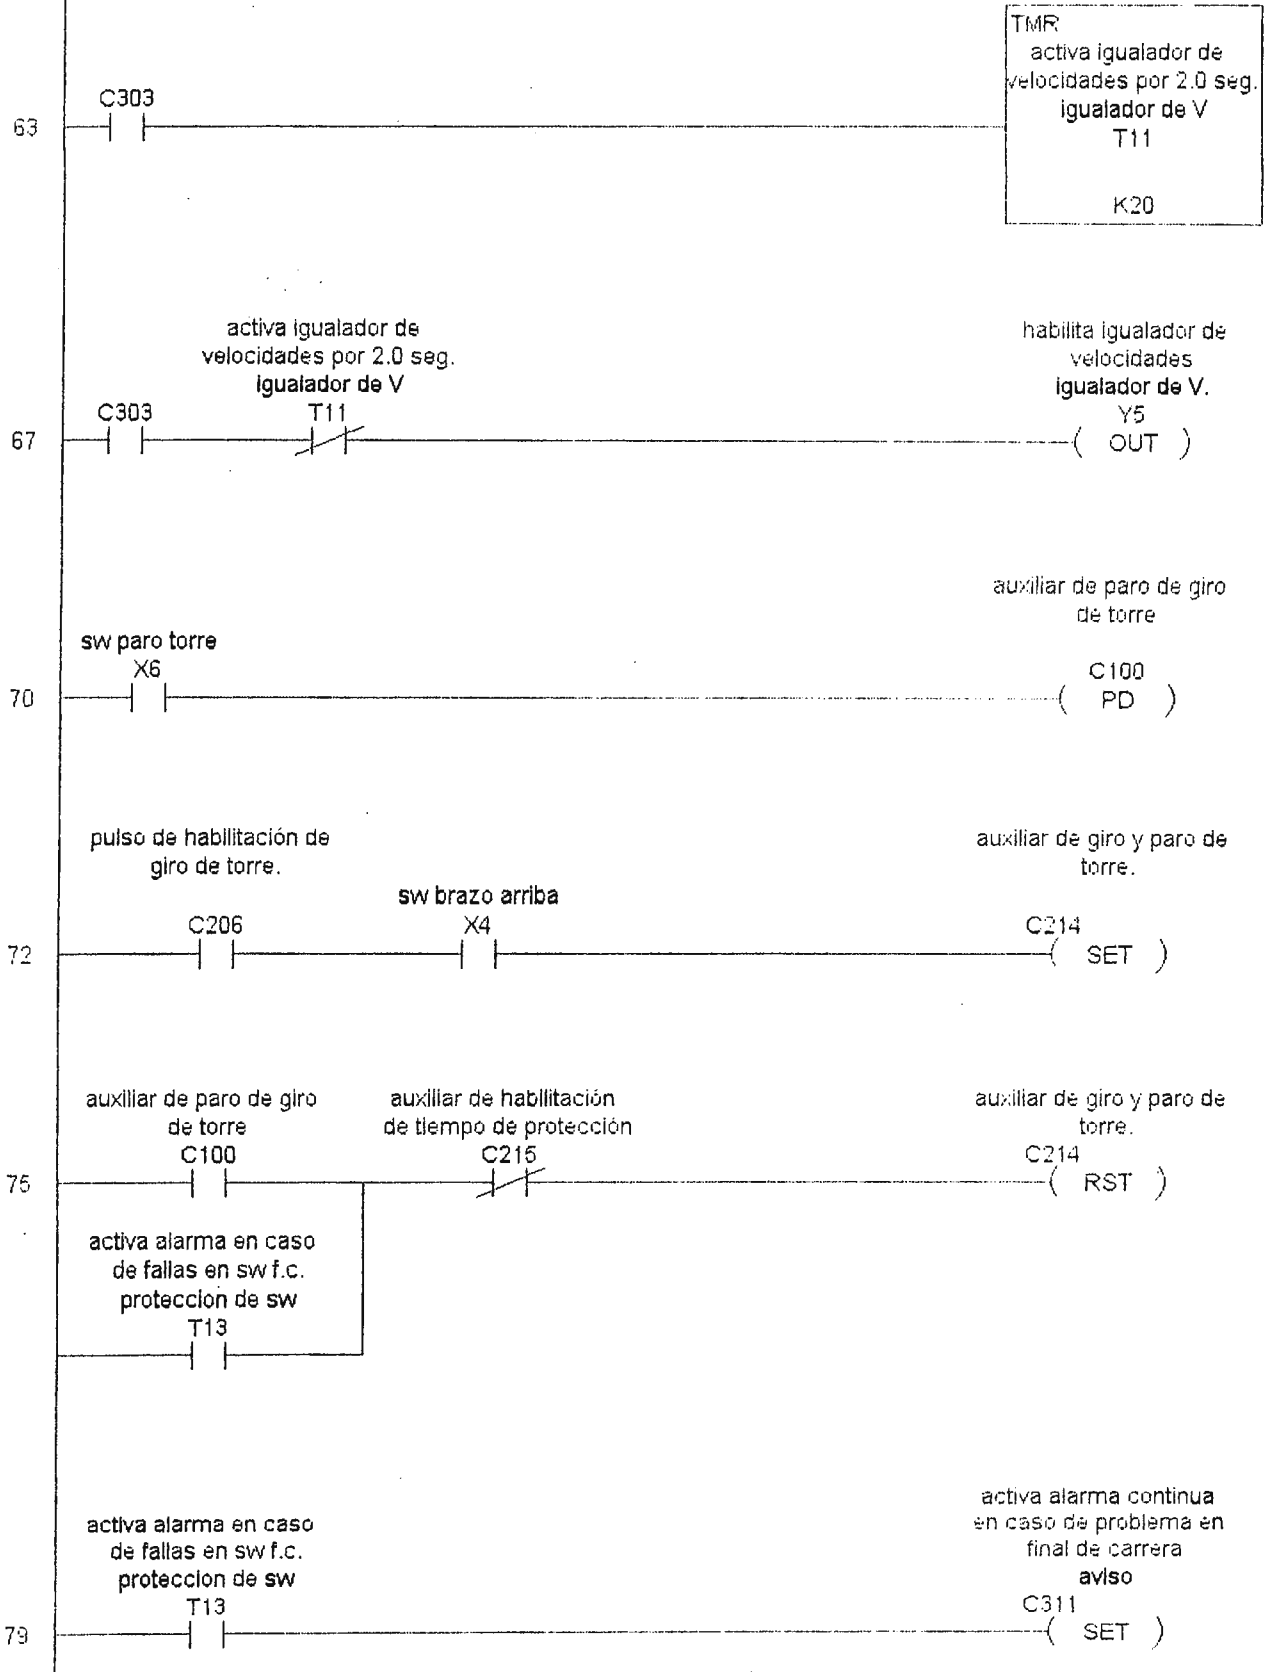 TMR
activa igualador de
velocidades por 2.0 seg.
igualador de V
T11
K20
C303
63
activa igualador de
velocidades por 2.0 seg.
igualador de V
habilita igualador de
velocidades
igualador de V.
C303
T11
Y5
67
OUT
auxiliar de paro de giro
de torre
sw paro torre
X6
C100
70
PD
pulso de habilitación de
giro de torre.
auxiliar de giro y paro de
torre.
sw brazo arriba
C206
X4
C214
72
SET
auxiliar de paro de giro
de torre
auxiliar de habilitación
de tiempo de protección
auxiliar de giro y paro de
torre.
C100
C215
C214
75
RST
activa alarma en caso
de fallas en sw f.c.
proteccion de sw
T13
activa alarma en caso
de fallas en sw f.c.
proteccion de sw
activa alarma continua
en caso de problema en
final de carrera
aviso
T13
C311
79
SET